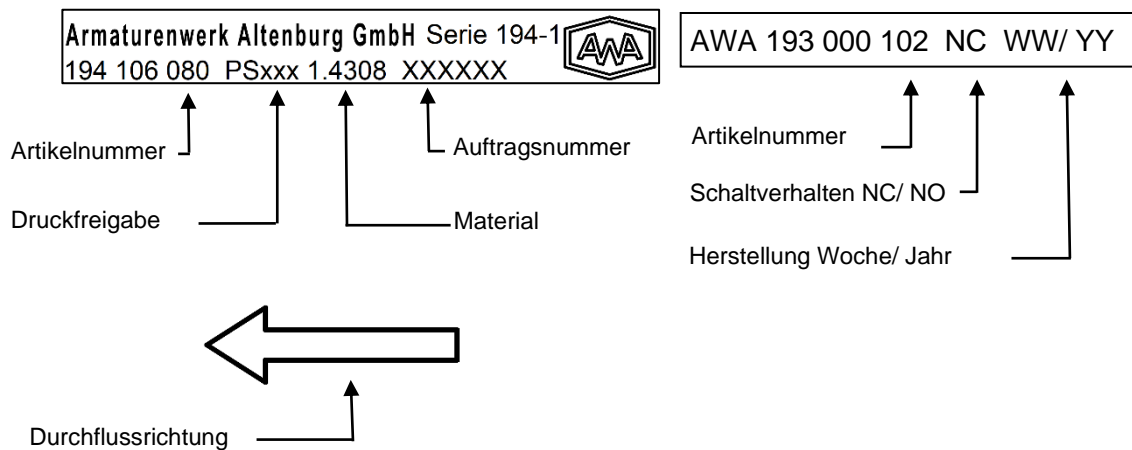 Armaturenwerk Altenburg GmbH Serie 194-1
194 106 080 PSxxx 1.4308 XXXXXX
AWA
AWA 193 000 102 NC WW/ YY
Artikelnummer
Auftragsnummer
Druckfreigabe
Material
Artikelnummer
Schaltverhalten NC/ NO
Herstellung Woche/ Jahr
Durchflussrichtung